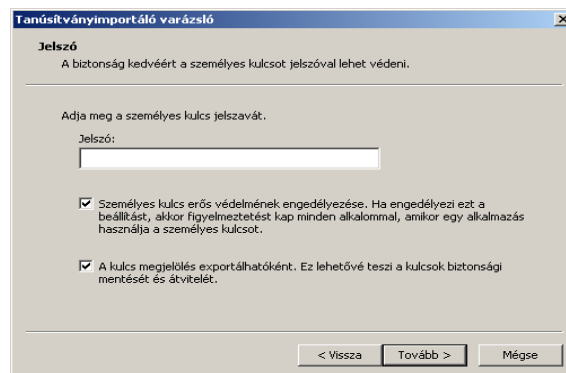 Tanúsítványimportáló varázsló
Jelszó
A biztonság kedvéért a személyes kulcsot jelszóval lehet védeni.
Adja meg a személyes kulcs jelszavát.
Jelszó:
Személyes kulcs erős védelmének engedélyezése. Ha engedélyezi ezt a
beállítást, akkor figyelmeztetést kap minden alkalommal, amikor egy alkalmazás
használja a személyes kulcsot.
A kulcs megjelölés exportálhatóként. Ez lehetővé teszi a kulcsok biztonsági
mentését és átvitelét.
< Vissza Tovább > Mégse